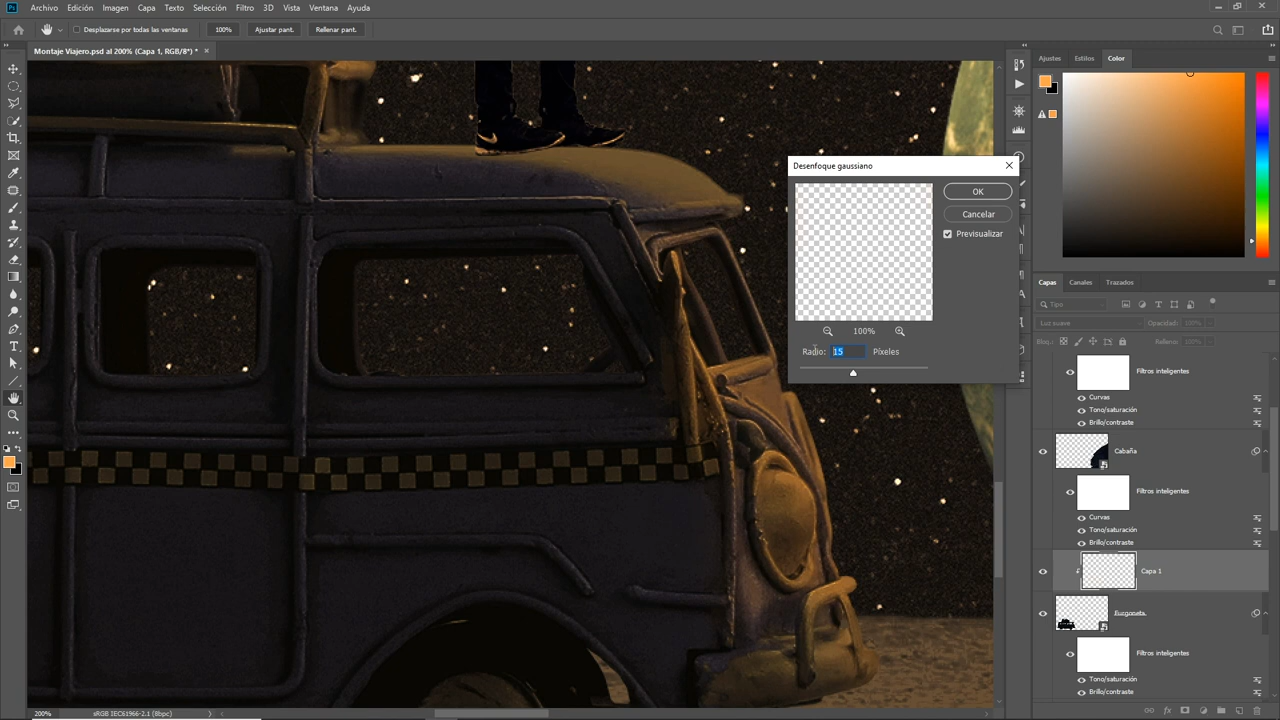 Ps Archivo Edición Imagen Capa Texto Selección Filtro 3D Vista Ventana Ayuda
Desplazarse por todas las ventanas 100% Ajustar pant. Rellenar pant.
Montaje Viajero.psd al 200% (Capa 1, RGB/8*) * ×
Ajustes Estilos Color
Desenfoque gaussiano
OK
Cancelar
Previsualizar
100%
Radio: 15 Píxeles
Capas Canales Trazados
Tipo
Luz suave Opacidad: 100%
Bloq.: Relleno: 100%
Filtros inteligentes
Curvas
Tono/saturación
Brillo/contraste
Cabaña
Filtros inteligentes
Curvas
Tono/saturación
Brillo/contraste
Capa 1
Furgoneta
Filtros inteligentes
Tono/saturación
Brillo/contraste
200% sRGB IEC61966-2.1 (8bpc)